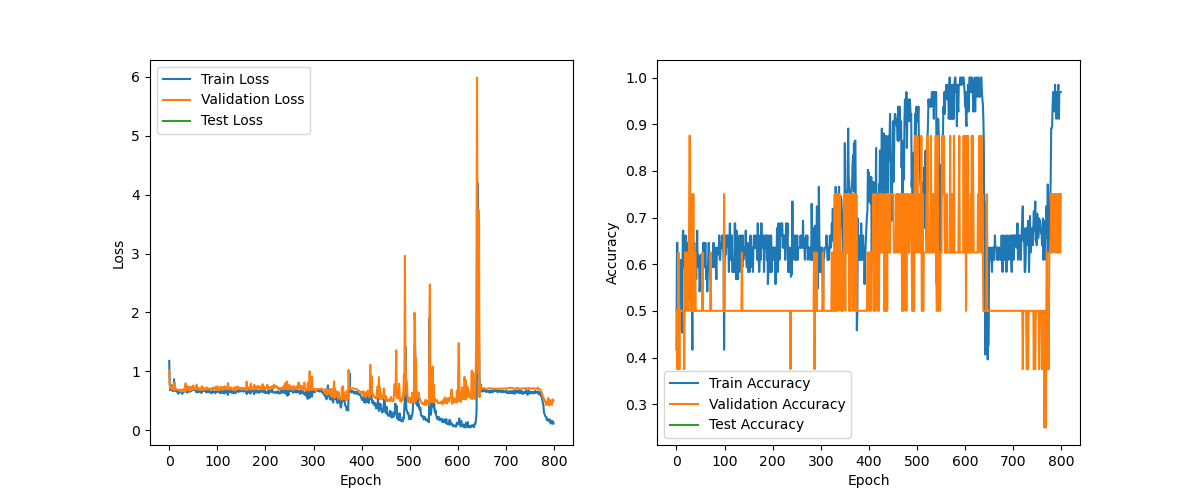 Train Loss
Validation Loss
Test Loss
6
5
4
3
2
1
0
Loss
0 100 200 300 400 500 600 700 800
Epoch
1.0
0.9
0.8
0.7
0.6
0.5
0.4
0.3
Accuracy
Train Accuracy
Validation Accuracy
Test Accuracy
0 100 200 300 400 500 600 700 800
Epoch